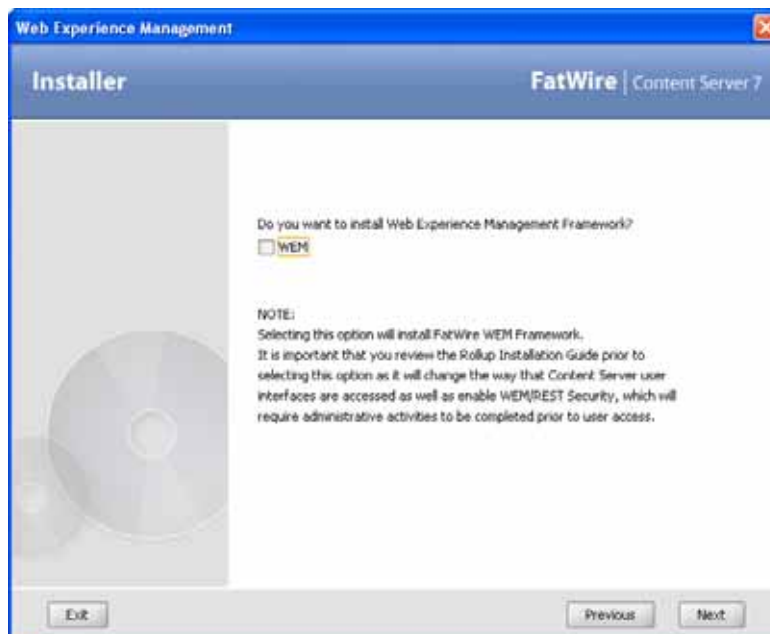 Web Experience Management
Installer
FatWire | Content Server 7
Do you want to install Web Experience Management Framework?
WEM
NOTE:
Selecting this option will install FatWire WEM Framework.
It is important that you review the Rollup Installation Guide prior to
selecting this option as it will change the way that Content Server user
interfaces are accessed as well as enable WEM/REST Security, which will
require administrative activities to be completed prior to user access.
Exit
Previous
Next